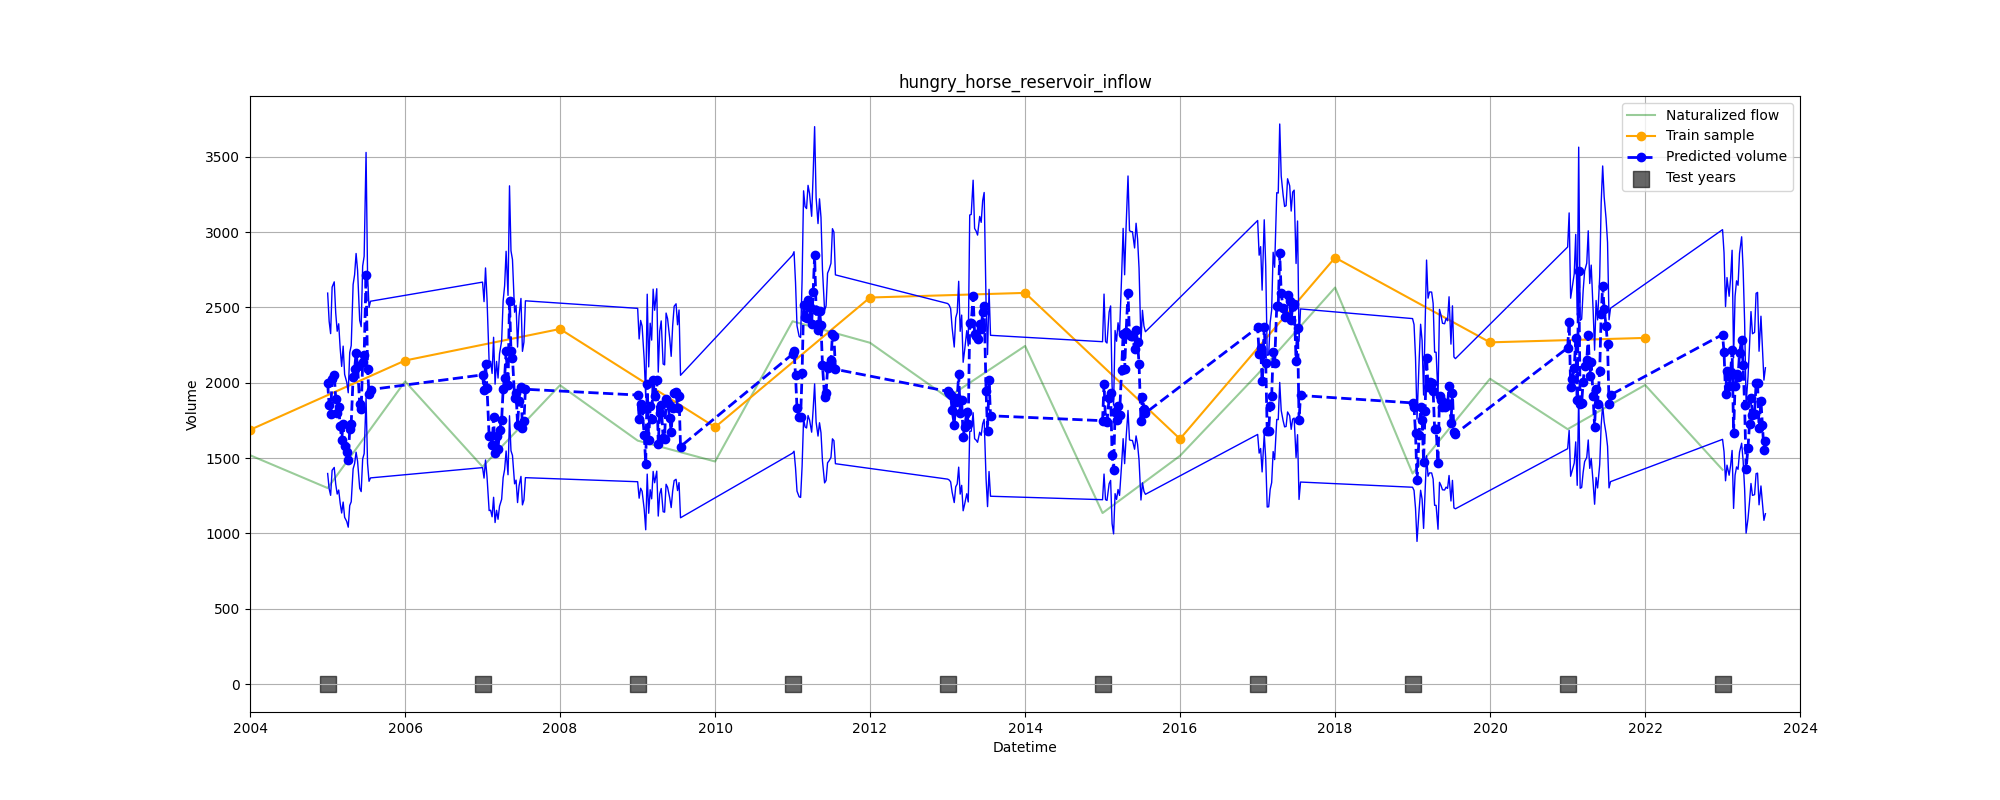 hungry_horse_reservoir_inflow
Naturalized flow
Train sample
Predicted volume
Test years
Volume
3500
3000
2500
2000
1500
1000
500
0
2004 2006 2008 2010 2012 2014 2016 2018 2020 2022 2024
Datetime